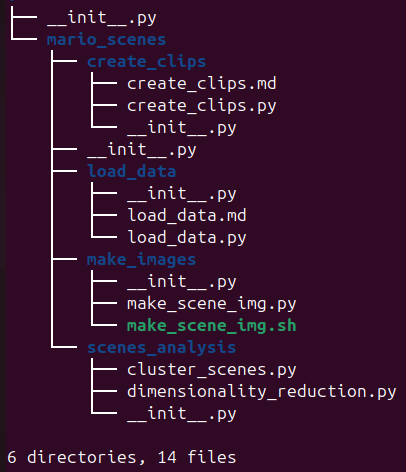 ├── __init__.py
└── mario_scenes
    ├── create_clips
    │   ├── create_clips.md
    │   ├── create_clips.py
    │   └── __init__.py
    ├── __init__.py
    ├── load_data
    │   ├── __init__.py
    │   ├── load_data.md
    │   └── load_data.py
    ├── make_images
    │   ├── __init__.py
    │   ├── make_scene_img.py
    │   └── make_scene_img.sh
    └── scenes_analysis
        ├── cluster_scenes.py
        ├── dimensionality_reduction.py
        └── __init__.py
6 directories, 14 files